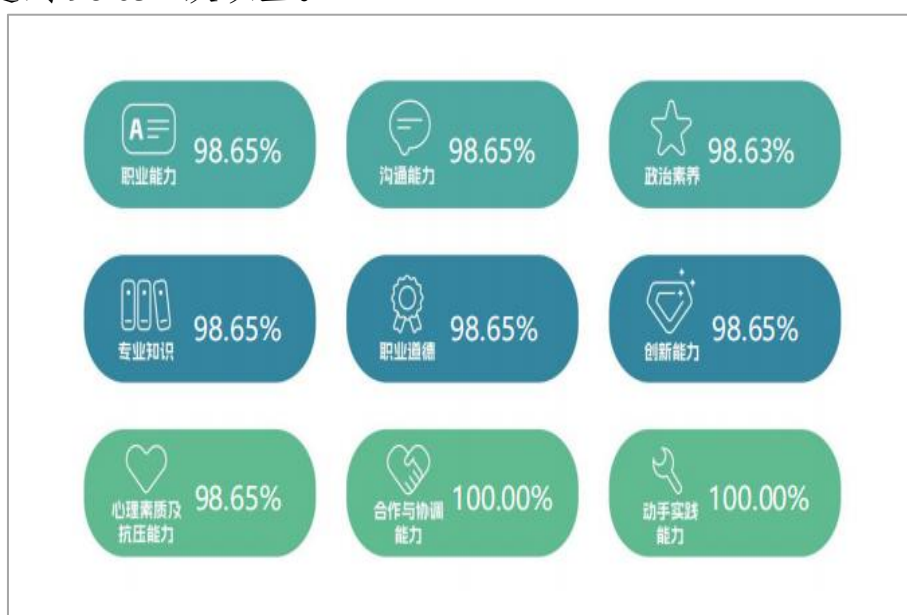 A
98.65%
职业能力
98.65%
沟通能力
98.63%
政治素养
98.65%
专业知识
98.65%
职业道德
98.65%
创新能力
98.65%
心理素质及
抗压能力
100.00%
合作与协调
能力
100.00%
动手实践
能力